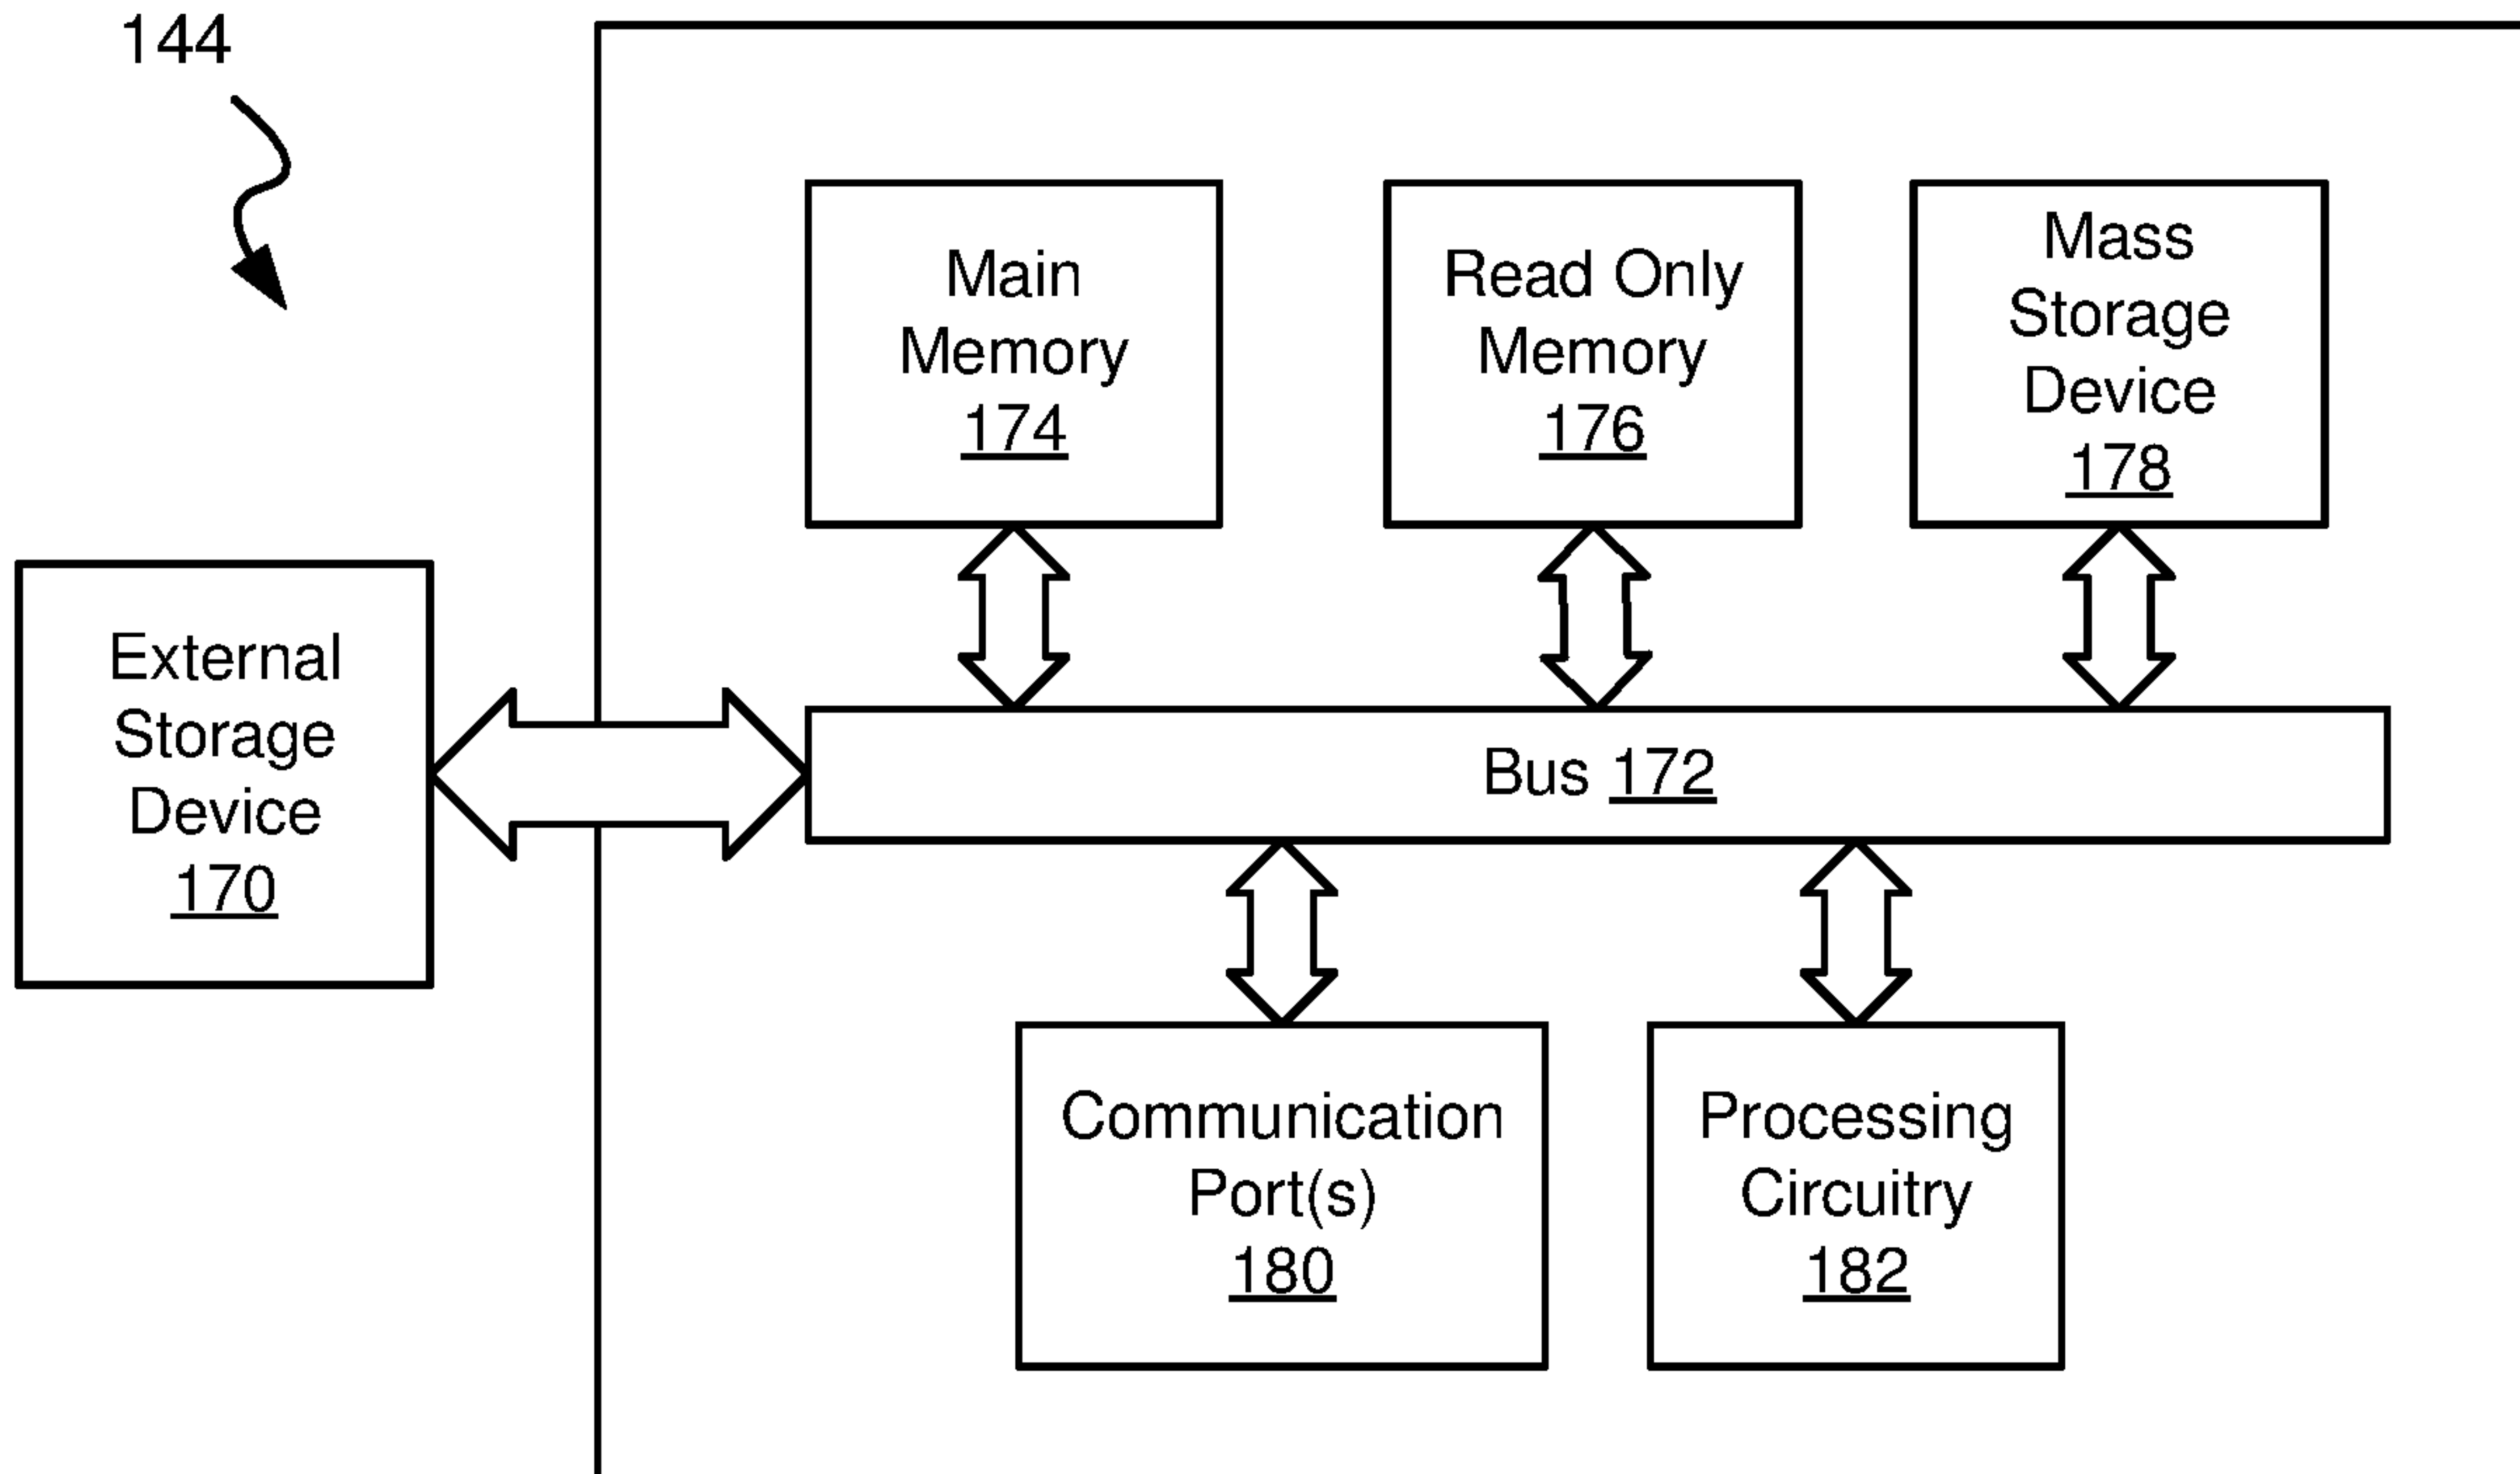 144
Main
Memory
174
Read Only
Memory
176
Mass
Storage
Device
178
External
Storage
Device
170
Bus 172
Communication
Port(s)
180
Processing
Circuitry
182